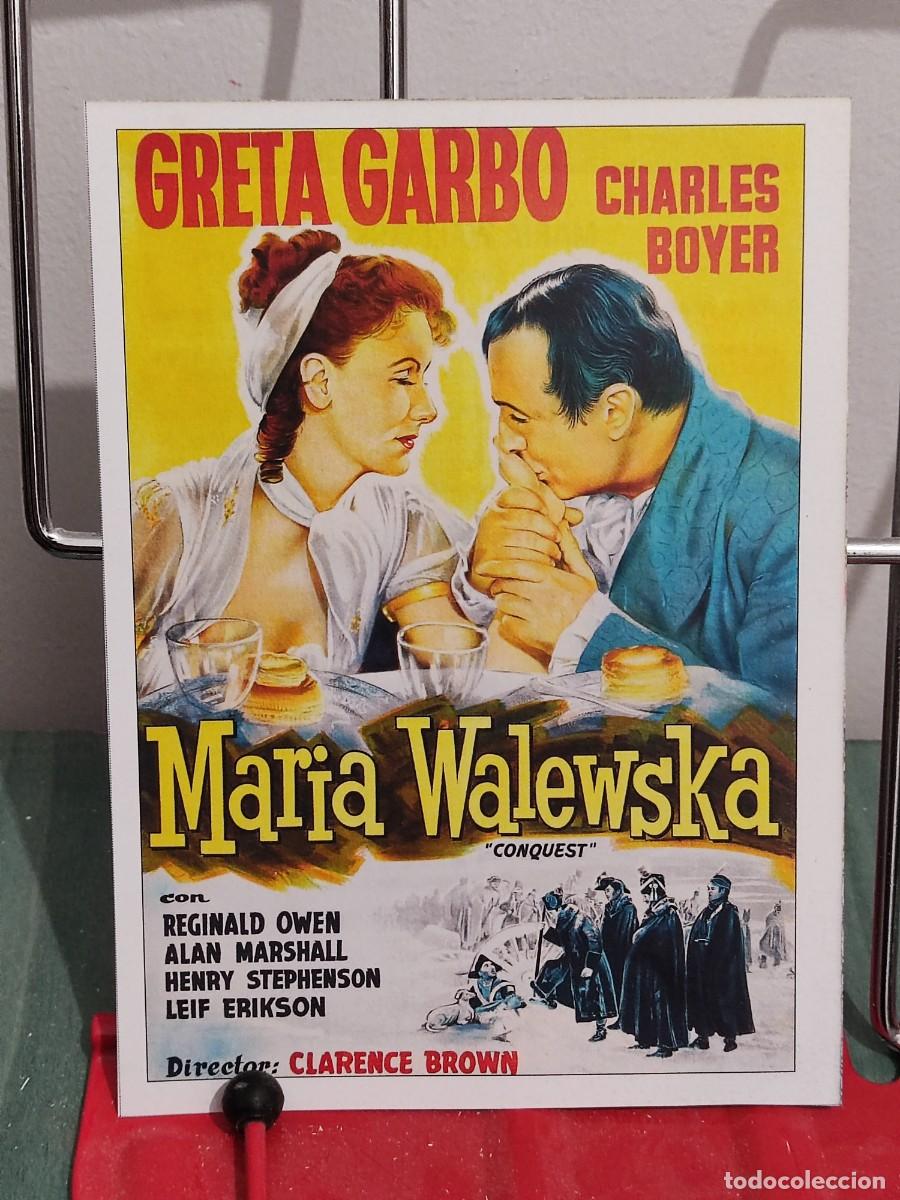 GRETA GARBO
CHARLES
BOYER
Maria Walewska
"CONQUEST"
con
REGINALD OWEN
ALAN MARSHALL
HENRY STEPHENSON
LEIF ERIKSON
Director: CLARENCE BROWN
todocoleccion